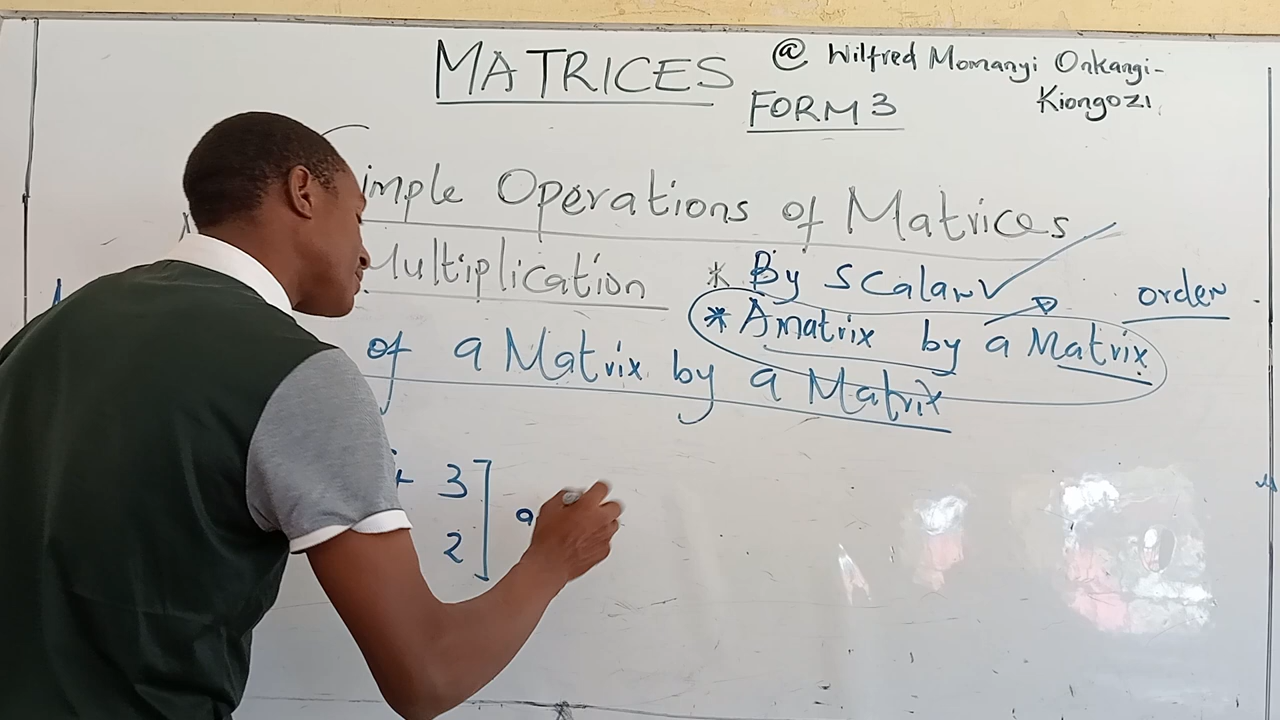 MATRICES @ Wilfred Momanyi Onkangi-
FORM 3 Kiongozi
imple Operations of Matrices
Multiplication * By Scalar order
* A matrix by a Matrix
of a Matrix by a Matrix
3
2